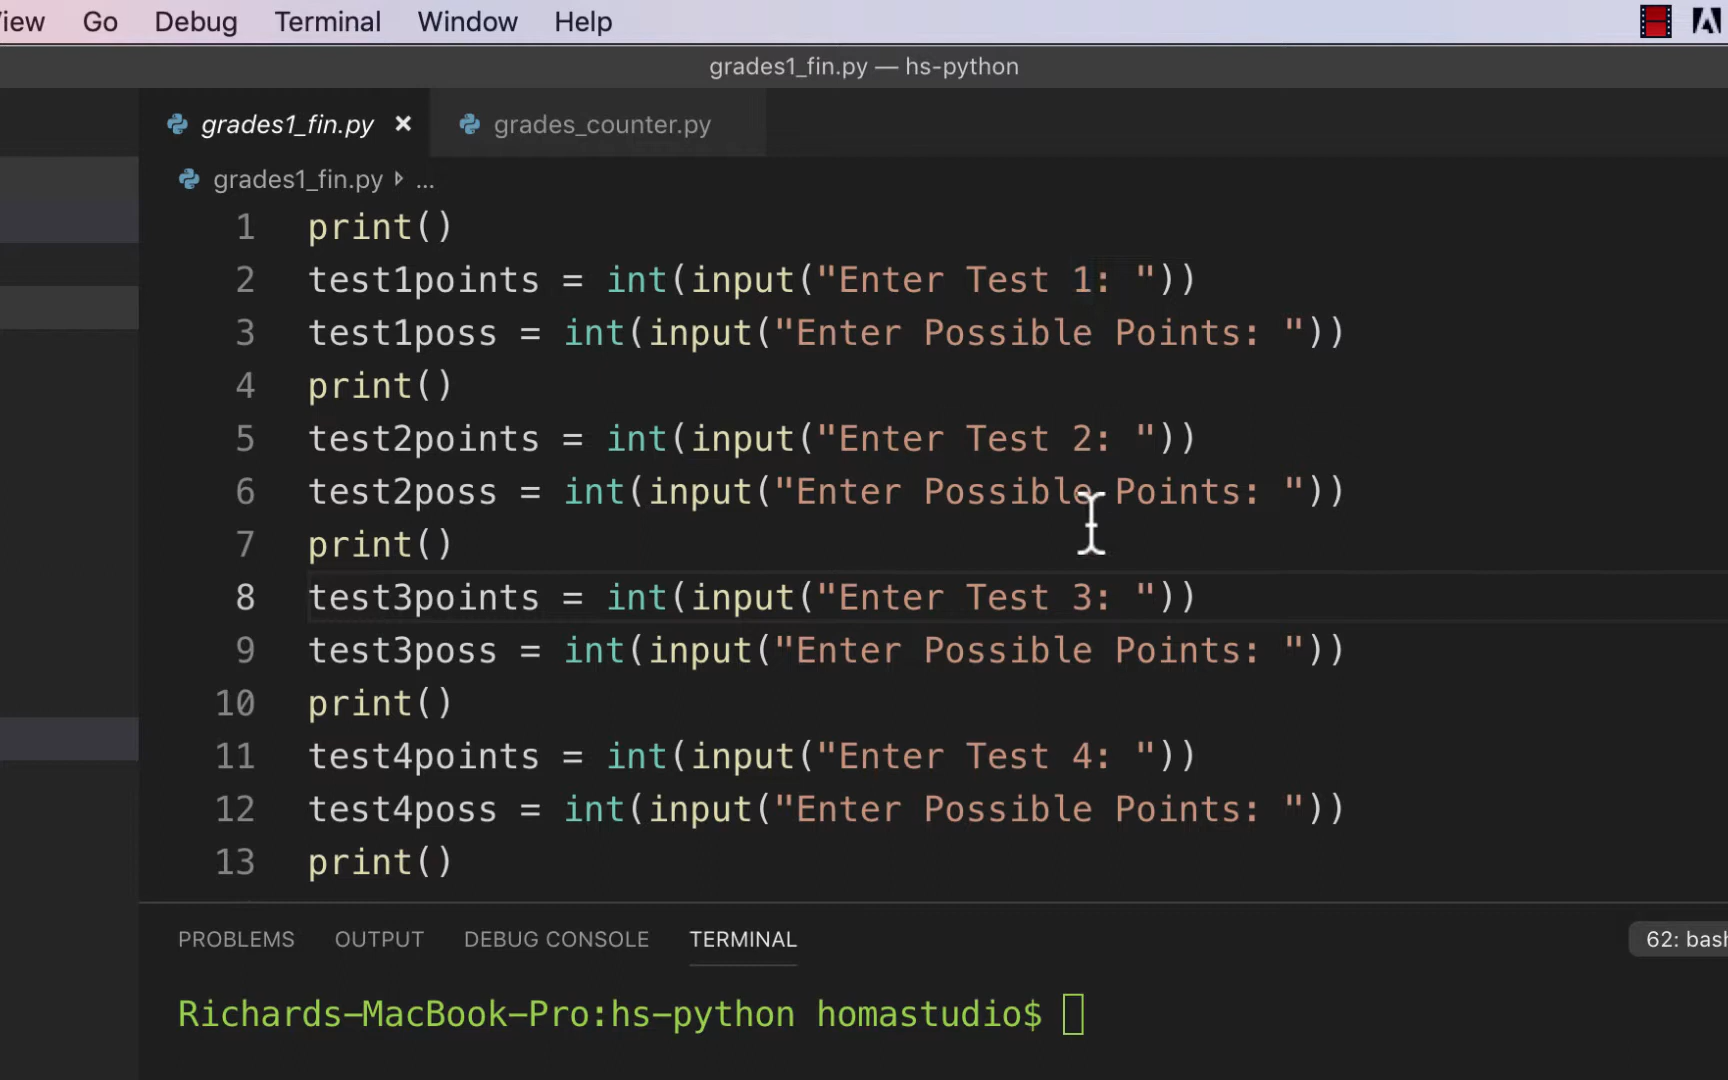 iew Go Debug Terminal Window Help
grades1_fin.py — hs-python
grades1_fin.py × grades_counter.py
grades1_fin.py ...
1 print()
2 test1points = int(input("Enter Test 1: "))
3 test1poss = int(input("Enter Possible Points: "))
4 print()
5 test2points = int(input("Enter Test 2: "))
6 test2poss = int(input("Enter Possible Points: "))
7 print()
8 test3points = int(input("Enter Test 3: "))
9 test3poss = int(input("Enter Possible Points: "))
10 print()
11 test4points = int(input("Enter Test 4: "))
12 test4poss = int(input("Enter Possible Points: "))
13 print()
PROBLEMS OUTPUT DEBUG CONSOLE TERMINAL 62: bash
Richards-MacBook-Pro:hs-python homastudio$